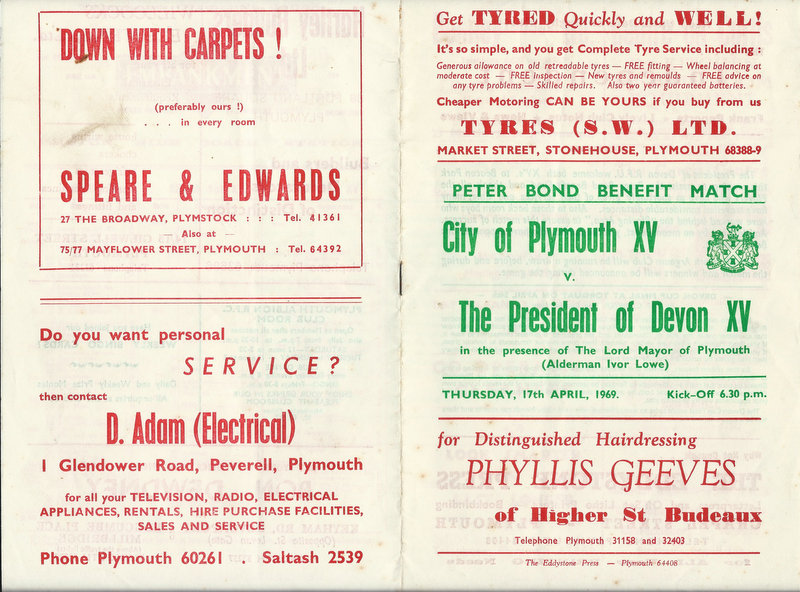 DOWN WITH CARPETS !
(preferably ours !)
. . . in every room
SPEARE & EDWARDS
27 THE BROADWAY, PLYMSTOCK : : : Tel. 41361
— Also at —
75/77 MAYFLOWER STREET, PLYMOUTH : Tel. 64392
Do you want personal
SERVICE?
then contact
D. Adam (Electrical)
1 Glendower Road, Peverell, Plymouth
for all your TELEVISION, RADIO, ELECTRICAL
APPLIANCES, RENTALS, HIRE PURCHASE FACILITIES,
SALES AND SERVICE
Phone Plymouth 60261 . Saltash 2539
Get TYRED Quickly and WELL!
It's so simple, and you get Complete Tyre Service including :
Generous allowance on old retreadable tyres — FREE fitting — Wheel balancing at
moderate cost — FREE Inspection — New tyres and remoulds — FREE advice on
any tyre problems — Skilled repairs. Also two year guaranteed batteries.
Cheaper Motoring CAN BE YOURS if you buy from us
TYRES (S.W.) LTD.
MARKET STREET, STONEHOUSE, PLYMOUTH 68388-9
PETER BOND BENEFIT MATCH
City of Plymouth XV
v.
The President of Devon XV
in the presence of The Lord Mayor of Plymouth
(Alderman Ivor Lowe)
THURSDAY, 17th APRIL, 1969. Kick-Off 6.30 p.m.
for Distinguished Hairdressing
PHYLLIS GEEVES
of Higher St Budeaux
Telephone Plymouth 31158 and 32403
The Eddystone Press — Plymouth 64408